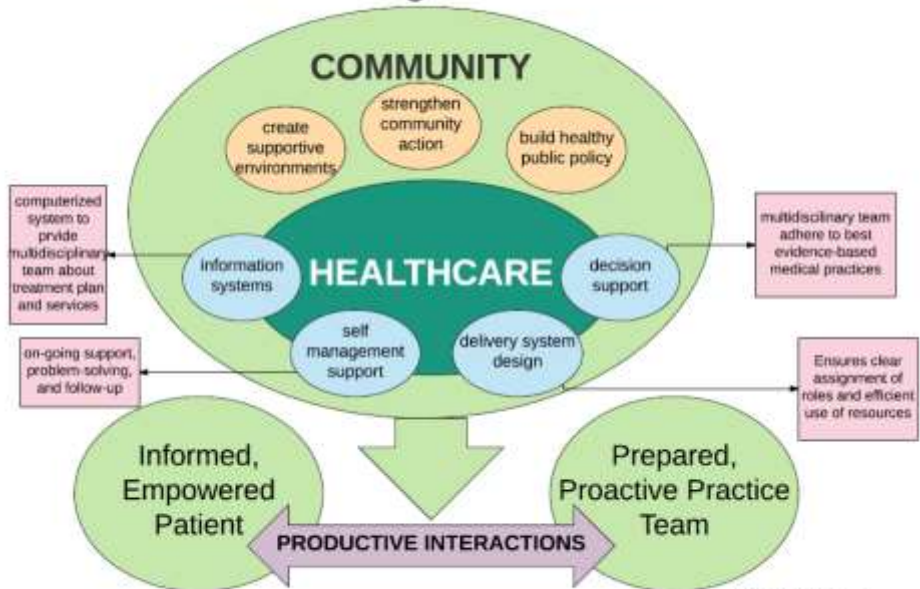 COMMUNITY
create
supportive
environments
strengthen
community
action
build healthy
public policy
computerized
system to
prvide
multidisciplinary
team about
treatment plan
and services
information
systems
HEALTHCARE
decision
support
multidiscilinary team
adhere to best
evidence-based
medical practices
self
management
support
delivery system
design
on-going support,
problem-solving,
and follow-up
Ensures clear
assignment of
roles and efficient
use of resources
Informed,
Empowered
Patient
Prepared,
Proactive Practice
Team
PRODUCTIVE INTERACTIONS